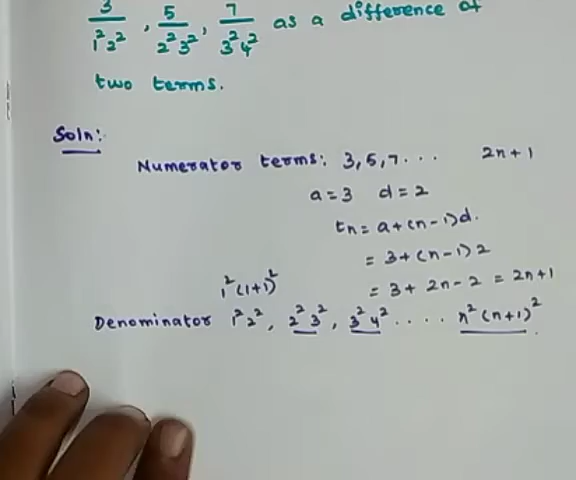 3/1²2², 5/2²3², 7/3²4² as a difference of
two terms.
Soln:
Numerator terms: 3, 5, 7 ... 2n+1
a=3 d=2
tn = a+(n-1)d.
= 3+(n-1)2
= 3+2n-2 = 2n+1
1²(1+1)²
Denominator 1²2², 2²3², 3²4² .... n²(n+1)².